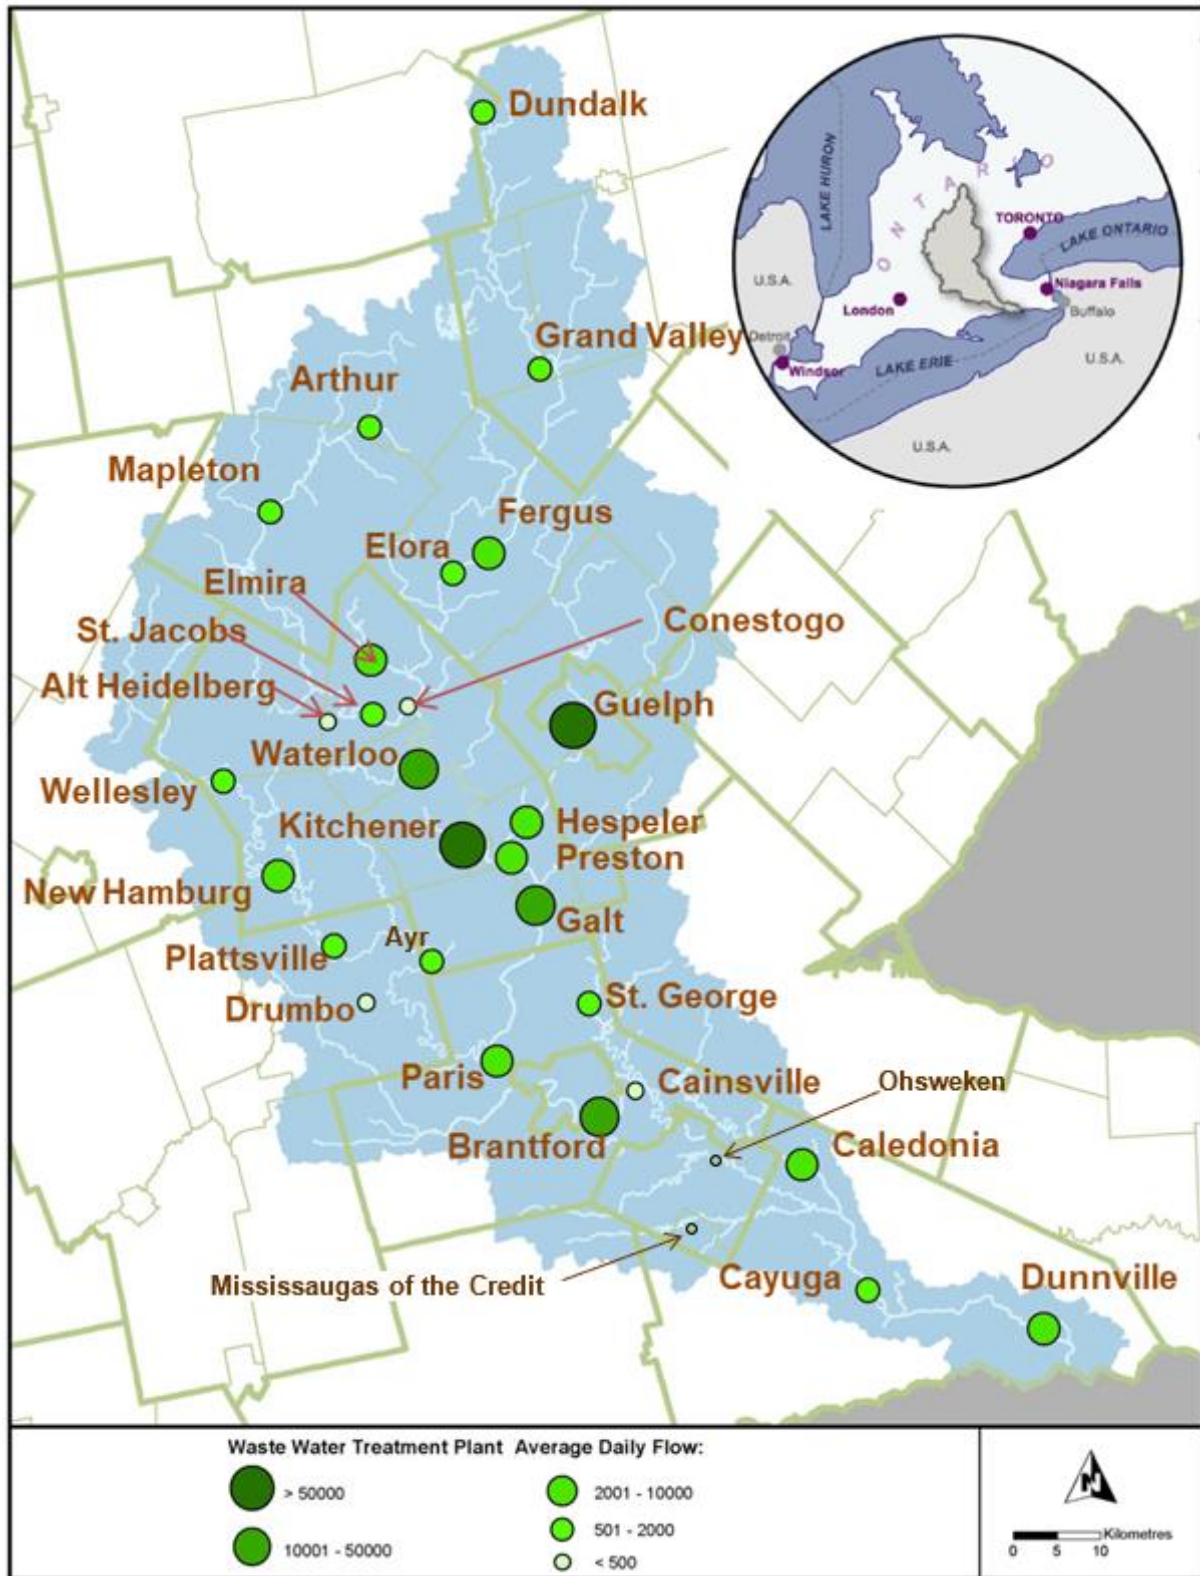 Dundalk
ONTARIO
LAKE HURON
TORONTO
LAKE ONTARIO
U.S.A.
Niagara Falls
London
Buffalo
Detroit
Windsor
LAKE ERIE
U.S.A.
U.S.A.
Grand Valley
Arthur
Mapleton
Fergus
Elora
Elmira
Conestogo
St. Jacobs
Alt Heidelberg
Guelph
Waterloo
Wellesley
Kitchener
Hespeler
Preston
New Hamburg
Galt
Ayr
Plattsville
Drumbo
St. George
Paris
Cainsville
Ohsweken
Brantford
Caledonia
Mississaugas of the Credit
Cayuga
Dunnville
Waste Water Treatment Plant Average Daily Flow:
> 50000
10001 - 50000
2001 - 10000
501 - 2000
< 500
N
Kilometres
0 5 10